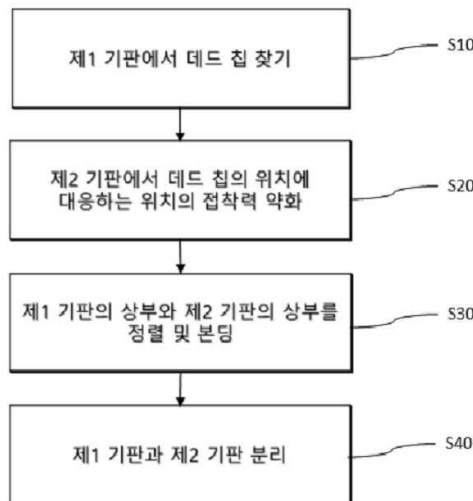 제1 기판에서 데드 칩 찾기
S10
제2 기판에서 데드 칩의 위치에
대응하는 위치의 접착력 약화
S20
제1 기판의 상부와 제2 기판의 상부를
정렬 및 본딩
S30
제1 기판과 제2 기판 분리
S40